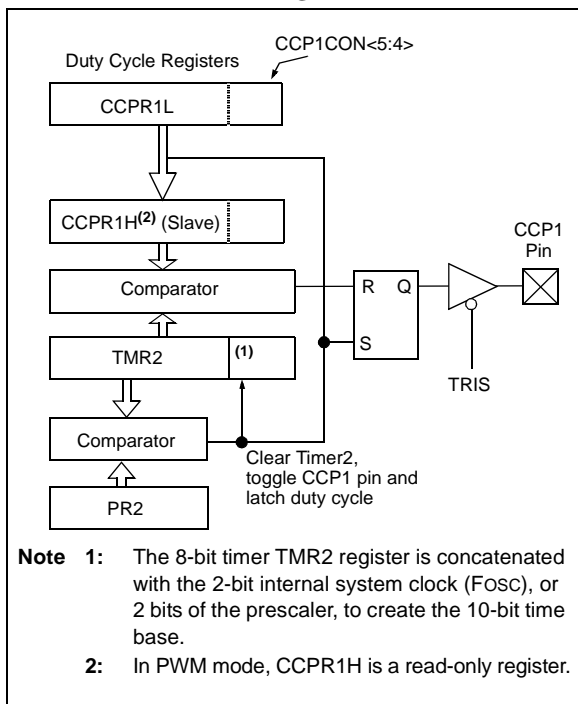 CCP1CON<5:4>
Duty Cycle Registers
CCPR1L
CCPR1H(2) (Slave)
CCP1
Pin
Comparator
R Q
TMR2 (1)
S
TRIS
Comparator
Clear Timer2,
toggle CCP1 pin and
latch duty cycle
PR2
Note 1: The 8-bit timer TMR2 register is concatenated
with the 2-bit internal system clock (FOSC), or
2 bits of the prescaler, to create the 10-bit time
base.
2: In PWM mode, CCPR1H is a read-only register.